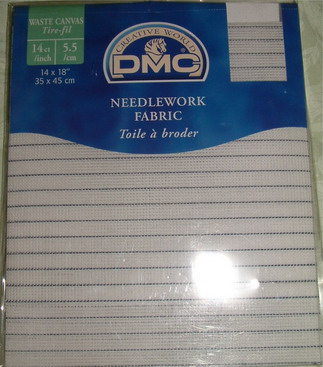 WASTE CANVAS
Tire-fil
14 ct 5.5
/inch /cm
14 x 18"
35 x 45 cm
CREATIVE WORLD
DMC
NEEDLEWORK
FABRIC
Toile à broder